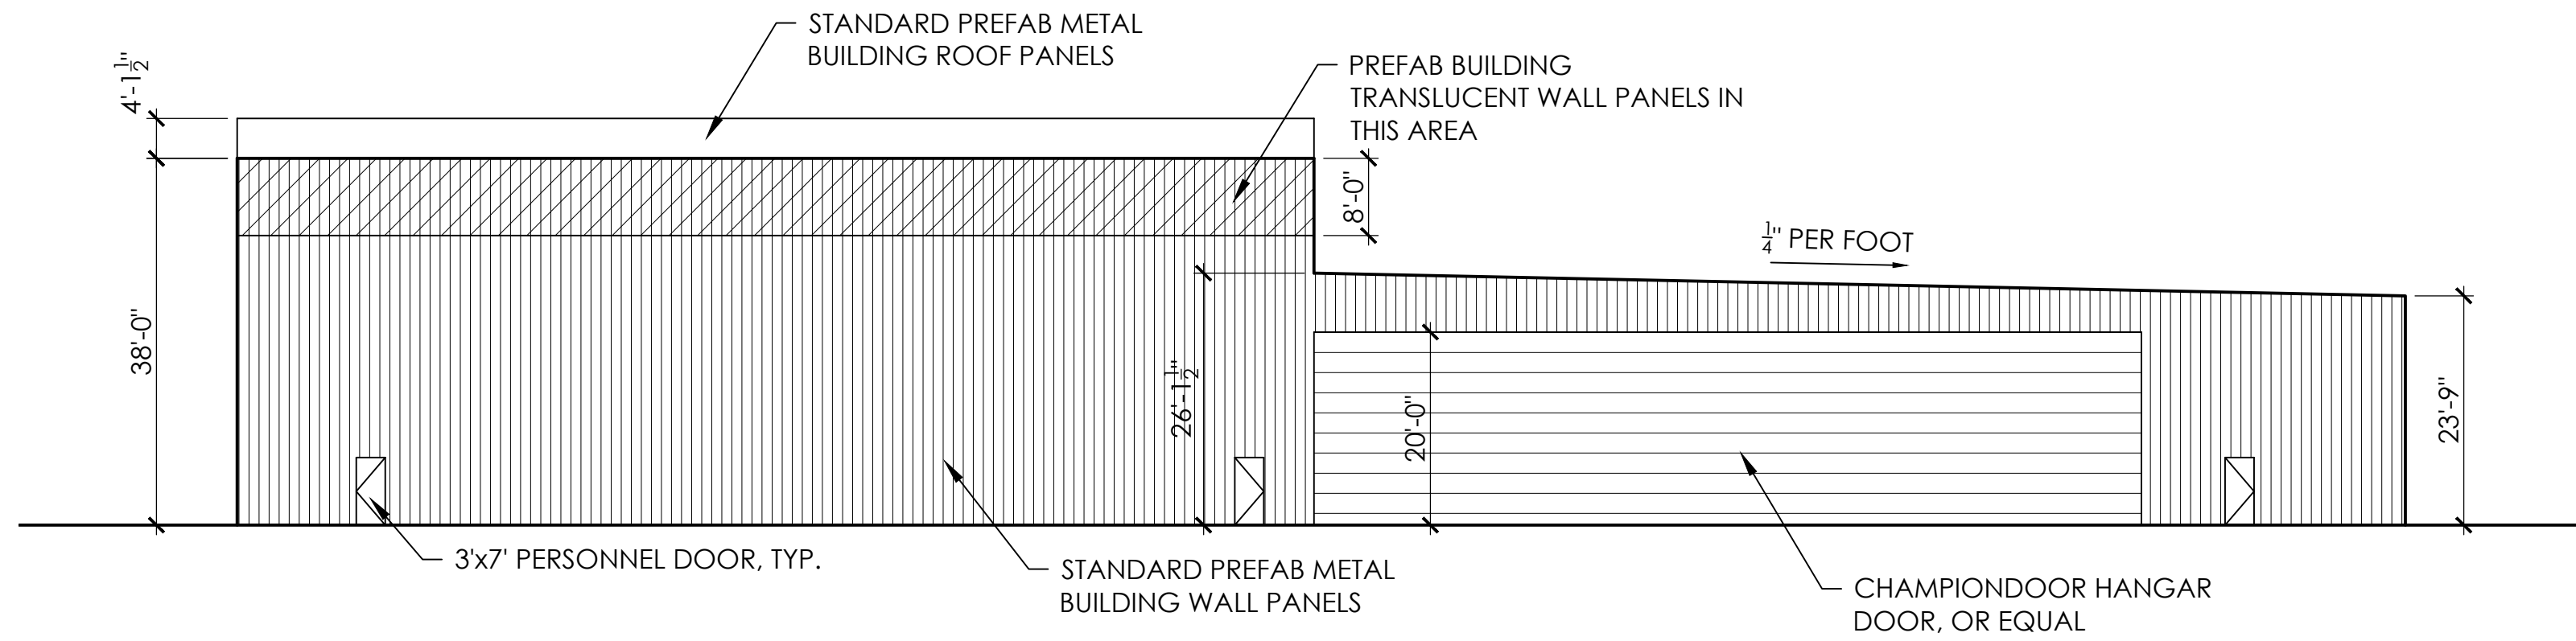 STANDARD PREFAB METAL
BUILDING ROOF PANELS
PREFAB BUILDING
TRANSLUCENT WALL PANELS IN
THIS AREA
4'-1½"
8'-0"
¼" PER FOOT
38'-0"
26'-1½"
20'-0"
23'-9"
3'x7' PERSONNEL DOOR, TYP.
STANDARD PREFAB METAL
BUILDING WALL PANELS
CHAMPIONDOOR HANGAR
DOOR, OR EQUAL